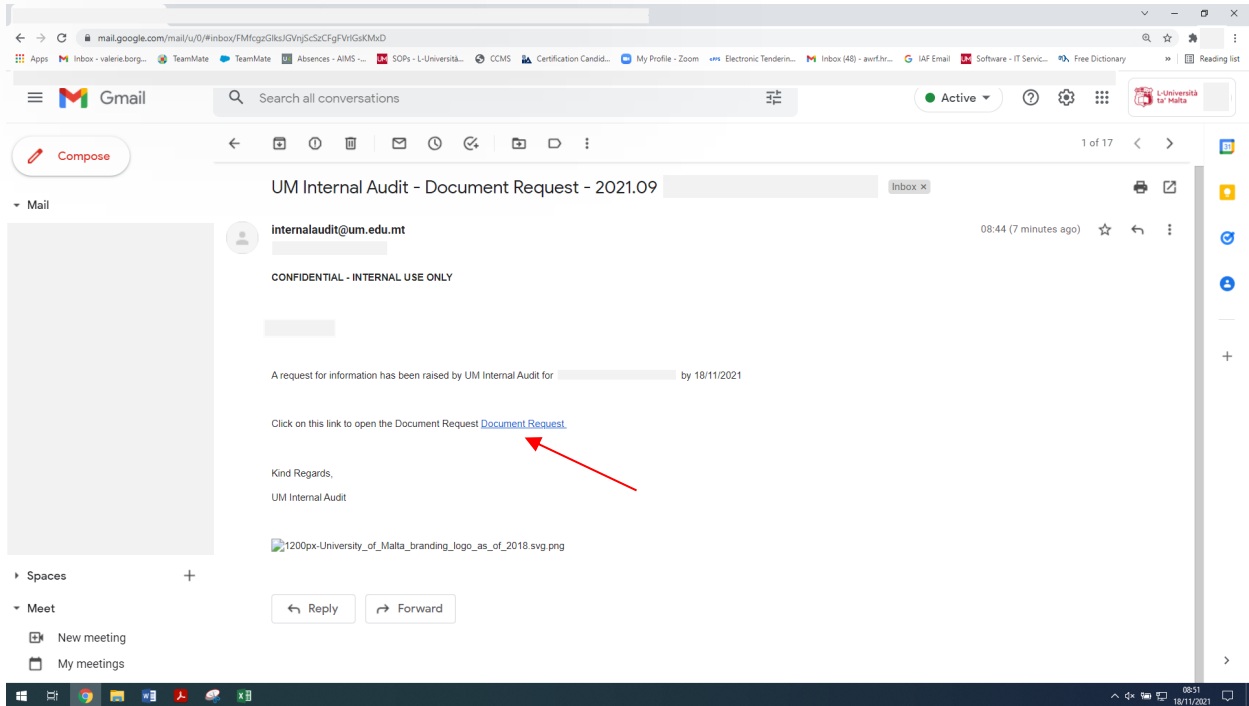 mail.google.com/mail/u/0/#inbox/FMfcgzGlksJGVnjScSzCFgFVrlGsKMxD
Apps Inbox - valerie.borg... TeamMate TeamMate Absences - AIMS -... SOPs - L-Università... CCMS Certification Candid... My Profile - Zoom Electronic Tenderin... Inbox (48) - awrf.hr... IAF Email Software - IT Servic... Free Dictionary » Reading list
Gmail Search all conversations Active L-Università ta' Malta
Compose 1 of 17
31
UM Internal Audit - Document Request - 2021.09 Inbox ×
Mail
internalaudit@um.edu.mt 08:44 (7 minutes ago)
CONFIDENTIAL - INTERNAL USE ONLY
A request for information has been raised by UM Internal Audit for by 18/11/2021
Click on this link to open the Document Request Document Request
Kind Regards,
UM Internal Audit
1200px-University_of_Malta_branding_logo_as_of_2018.svg.png
Spaces
Meet
Reply Forward
New meeting
My meetings
08:51
18/11/2021